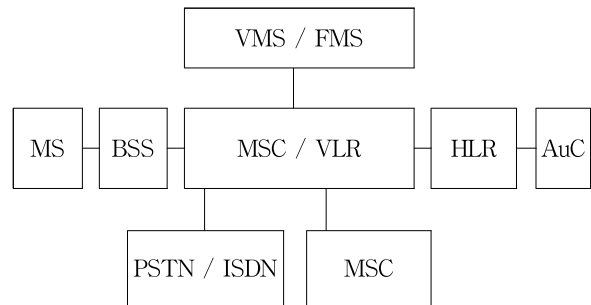 VMS / FMS
MS
BSS
MSC / VLR
HLR
AuC
PSTN / ISDN
MSC